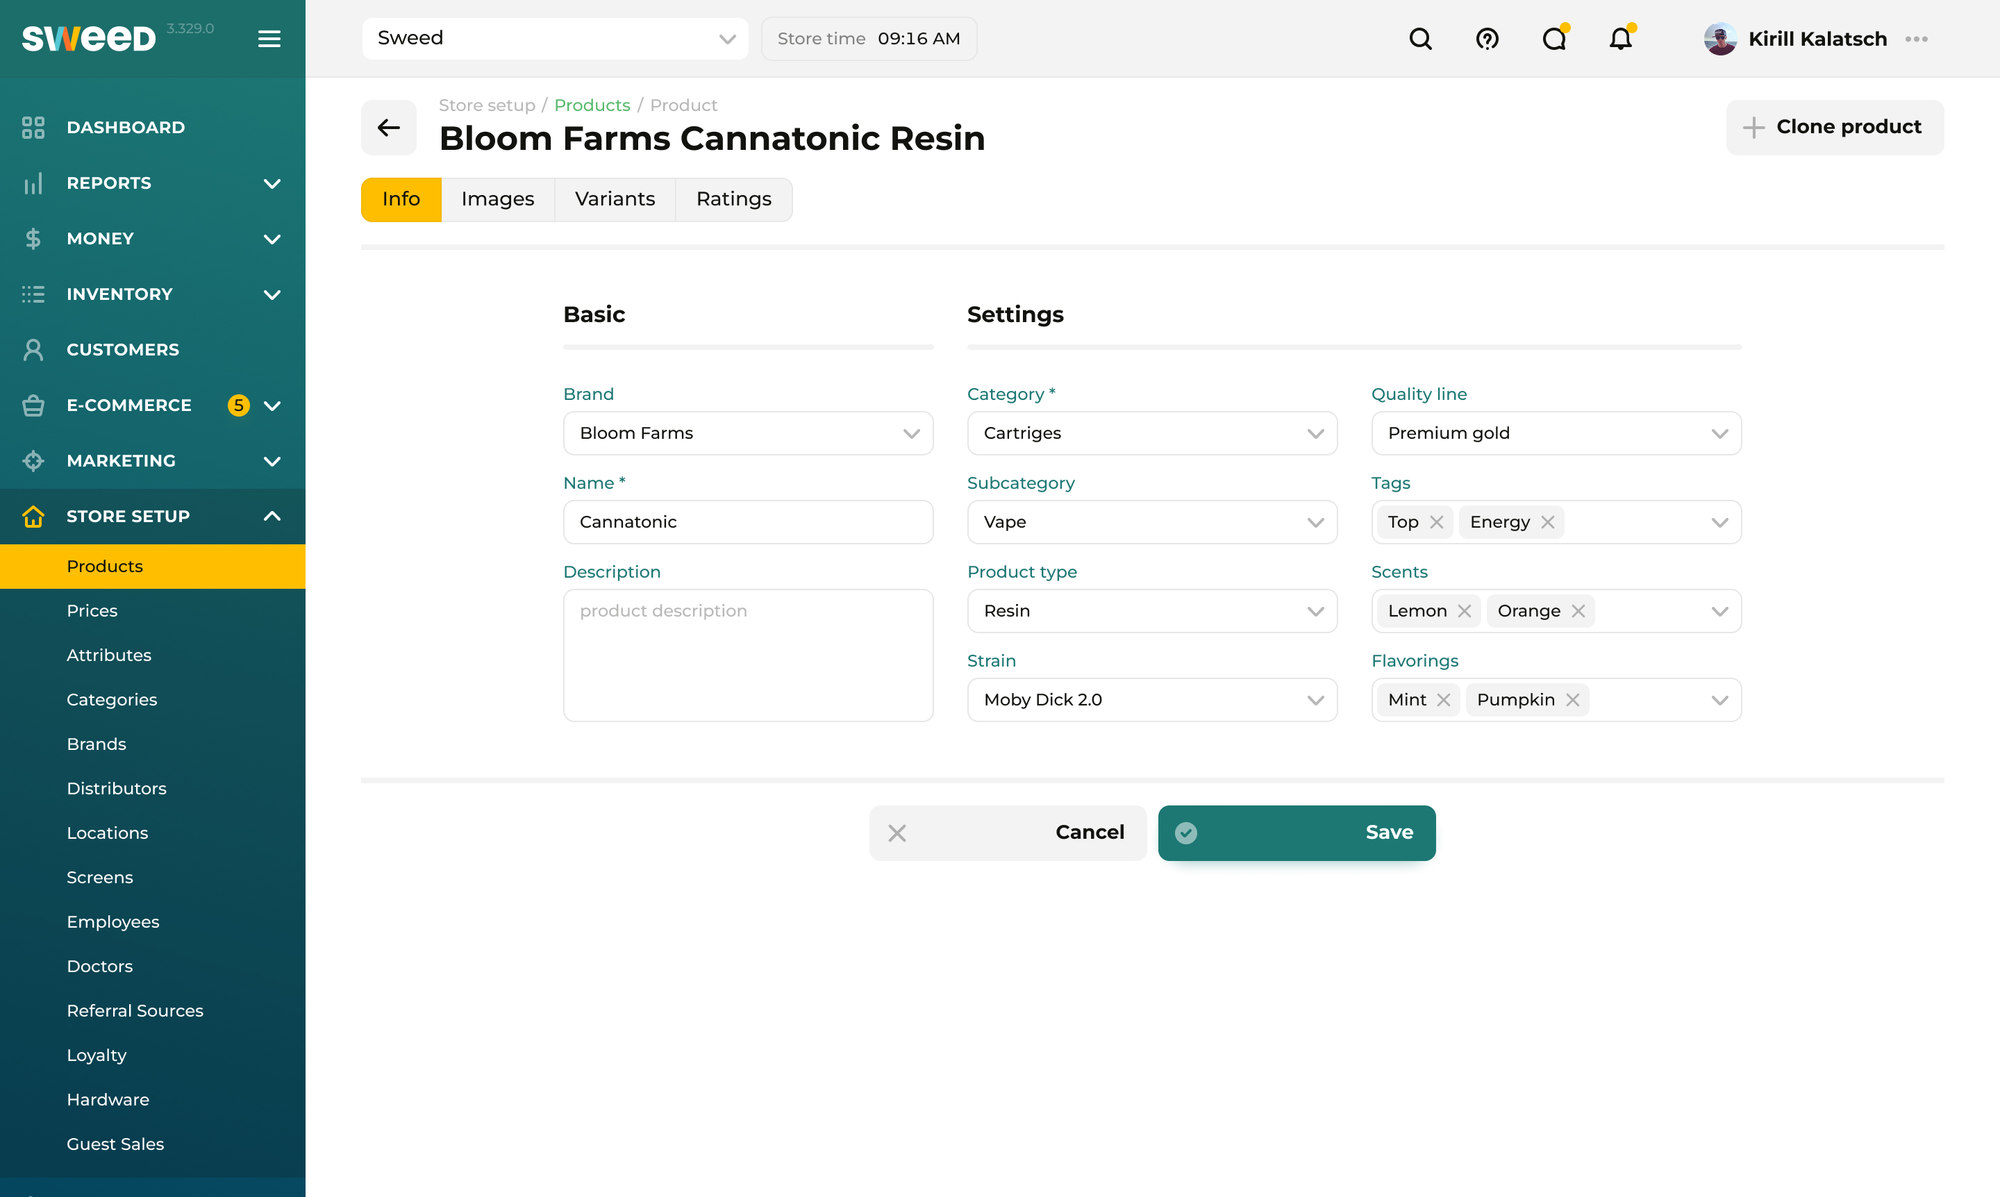 SWEED 3.329.0
Sweed
Store time 09:16 AM
Kirill Kalatsch
DASHBOARD
REPORTS
MONEY
INVENTORY
CUSTOMERS
E-COMMERCE 5
MARKETING
STORE SETUP
Products
Prices
Attributes
Categories
Brands
Distributors
Locations
Screens
Employees
Doctors
Referral Sources
Loyalty
Hardware
Guest Sales
Store setup / Products / Product
Bloom Farms Cannatonic Resin
Clone product
Info Images Variants Ratings
Basic
Brand
Bloom Farms
Name *
Cannatonic
Description
product description
Settings
Category *
Cartriges
Subcategory
Vape
Product type
Resin
Strain
Moby Dick 2.0
Quality line
Premium gold
Tags
Top Energy
Scents
Lemon Orange
Flavorings
Mint Pumpkin
Cancel
Save